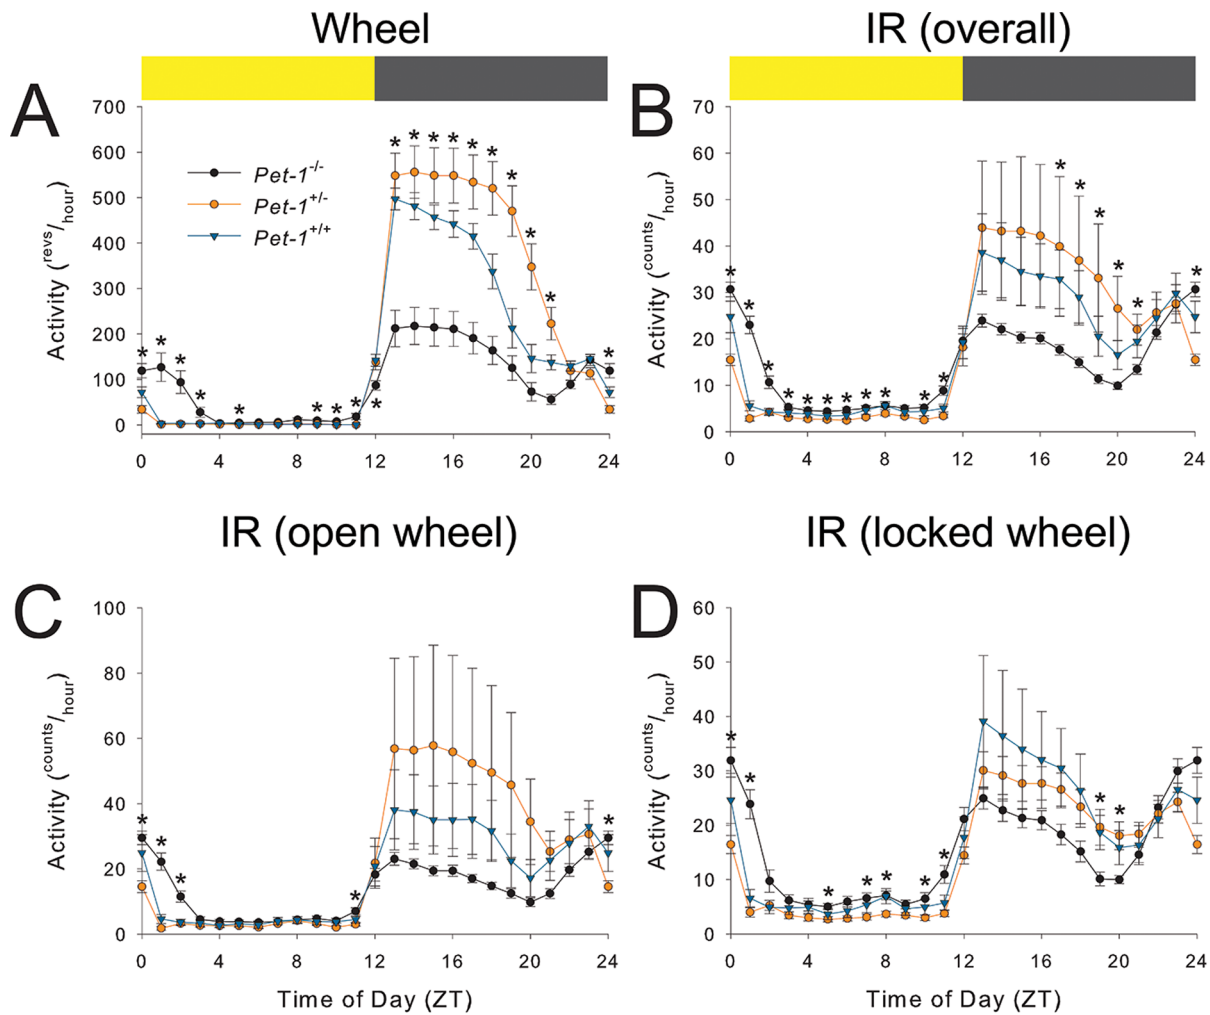 Wheel
IR (overall)
A
B
700
600
500
400
300
200
100
0
Activity (revs/hour)
Pet-1-/-
Pet-1+/-
Pet-1+/+
* * * * * * * * * * * * * * * * * * * * *
0 4 8 12 16 20 24
70
60
50
40
30
20
10
0
Activity (counts/hour)
* * * * * * * * * * * * * * * * *
0 4 8 12 16 20 24
IR (open wheel)
IR (locked wheel)
C
D
100
80
60
40
20
0
Activity (counts/hour)
* * * * *
0 4 8 12 16 20 24
Time of Day (ZT)
60
50
40
30
20
10
0
Activity (counts/hour)
* * * * * * * * *
0 4 8 12 16 20 24
Time of Day (ZT)